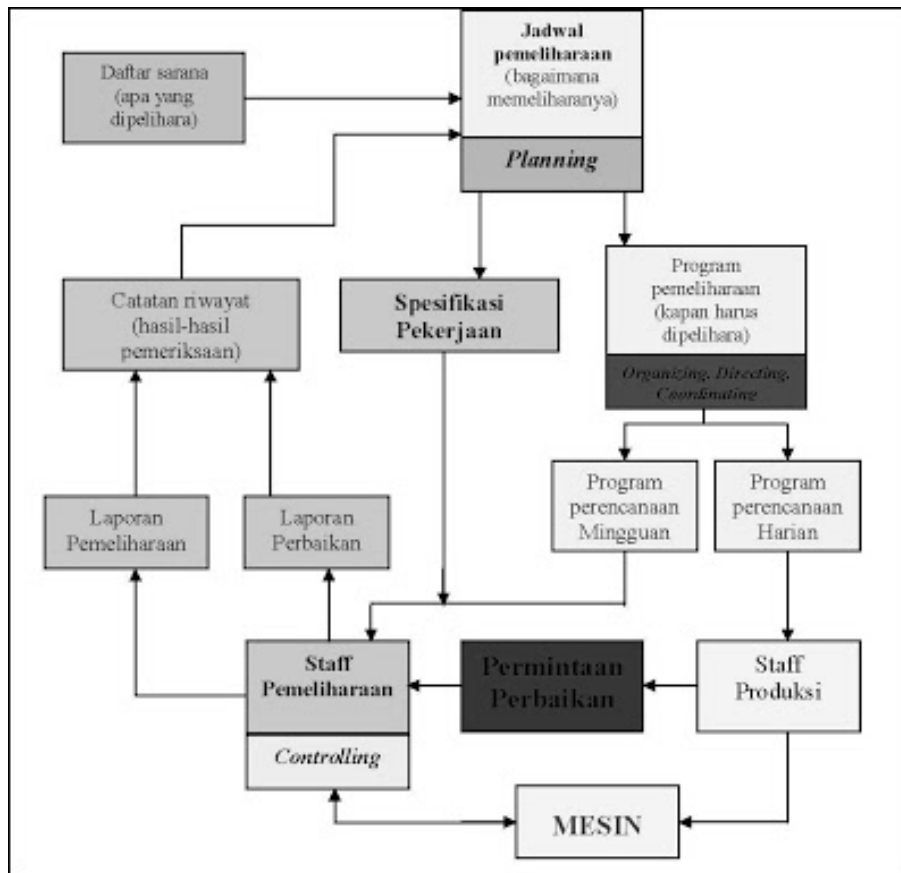 Jadwal
pemeliharaan
(bagaimana
memeliharanya)
Planning
Daftar sarana
(apa yang
dipelihara)
Catatan riwayat
(hasil-hasil
pemeriksaan)
Spesifikasi
Pekerjaan
Program
pemeliharaan
(kapan harus
dipelihara)
Organizing, Directing,
Coordinating
Laporan
Pemeliharaan
Laporan
Perbaikan
Program
perencanaan
Mingguan
Program
perencanaan
Harian
Staff
Pemeliharaan
Controlling
Permintaan
Perbaikan
Staff
Produksi
MESIN